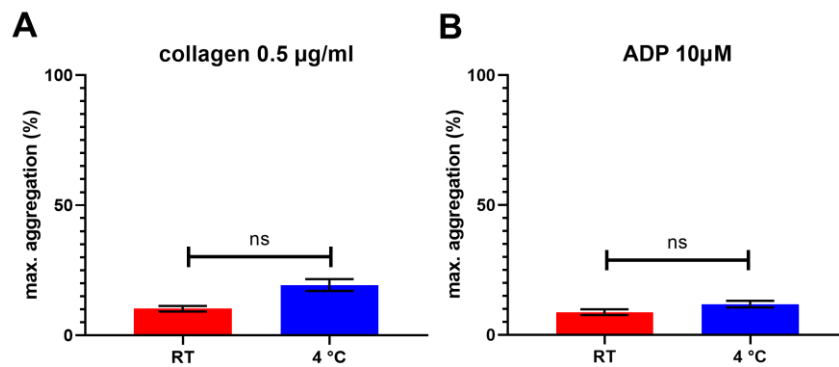 A
collagen 0.5 µg/ml
max. aggregation (%)
100
50
0
ns
RT
4 °C
B
ADP 10µM
max. aggregation (%)
100
50
0
ns
RT
4 °C